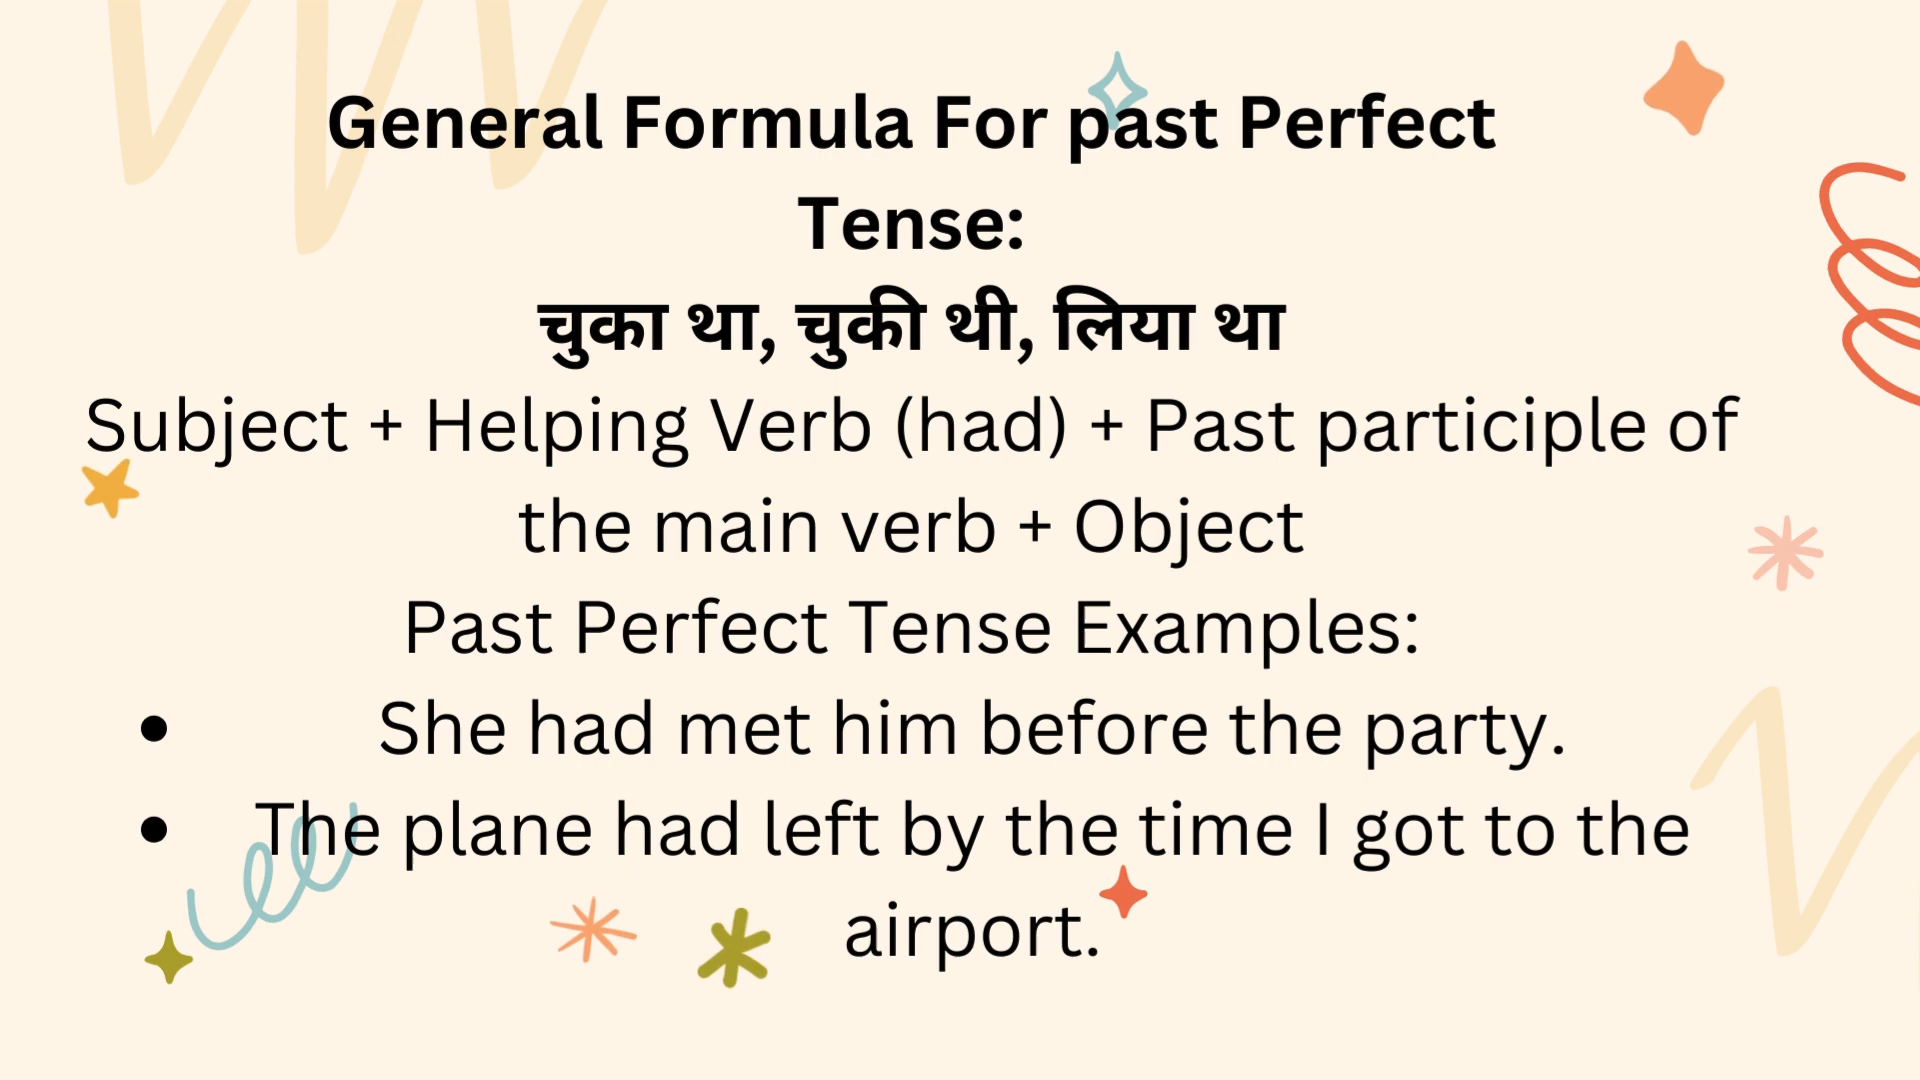 General Formula For past Perfect
Tense:
चुका था, चुकी थी, लिया था
Subject + Helping Verb (had) + Past participle of
the main verb + Object
Past Perfect Tense Examples:
• She had met him before the party.
• The plane had left by the time I got to the
airport.